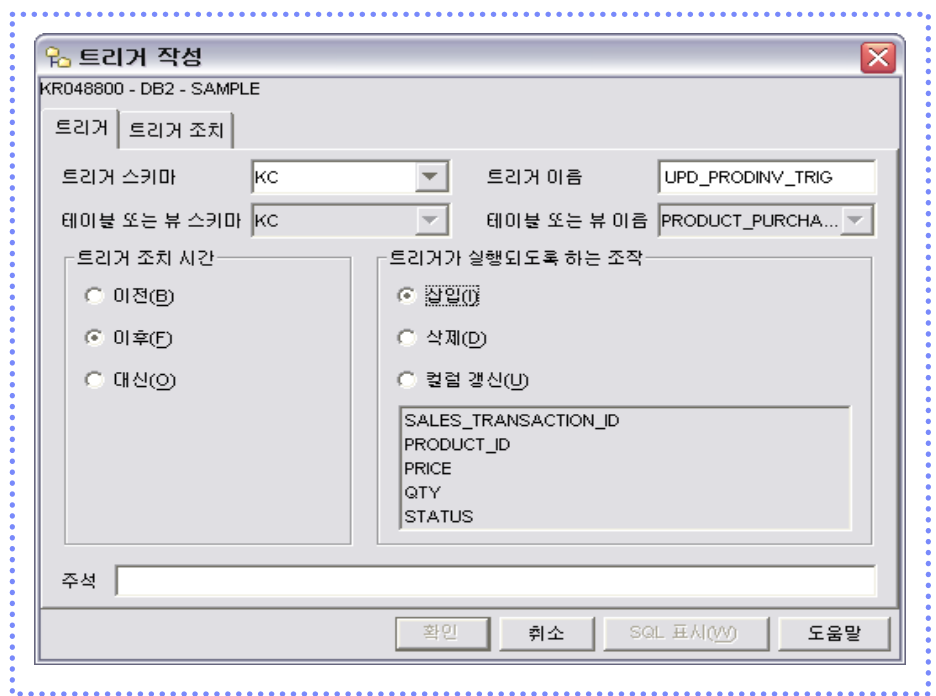 트리거 작성
KR048800 - DB2 - SAMPLE
트리거 트리거 조치
트리거 스키마 KC 트리거 이름 UPD_PRODINV_TRIG
테이블 또는 뷰 스키마 KC 테이블 또는 뷰 이름 PRODUCT_PURCHA...
트리거 조치 시간 트리거가 실행되도록 하는 조작
이전(B) 삽입(I)
이후(F) 삭제(D)
대신(O) 컬럼 갱신(U)
SALES_TRANSACTION_ID
PRODUCT_ID
PRICE
QTY
STATUS
주석
확인 취소 SQL 표시(W) 도움말